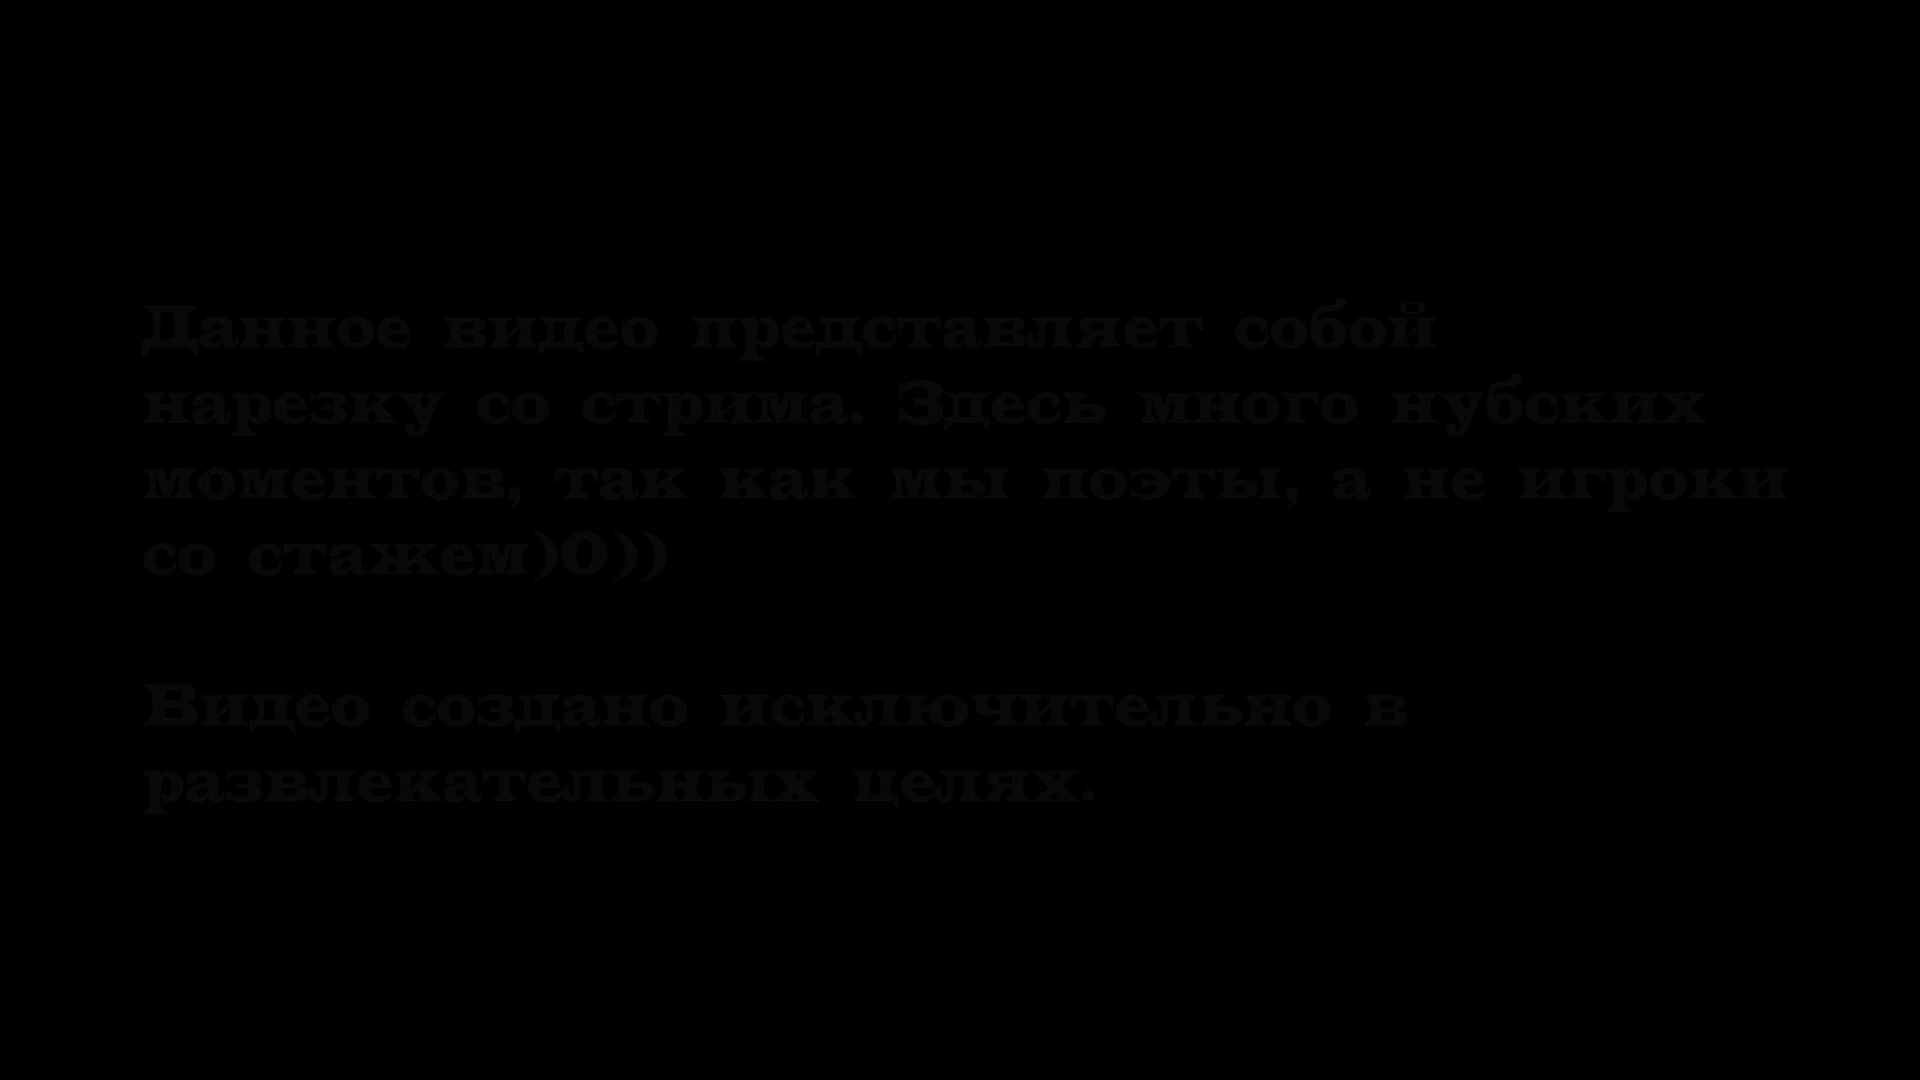 Данное видео представляет собой
нарезку со стрима. Здесь много нубских
моментов, так как мы поэты, а не игроки
со стажем)0))
Видео создано исключительно в
развлекательных целях.